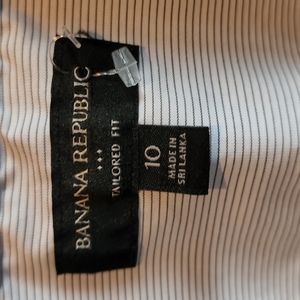 BANANA REPUBLIC
TAILORED FIT
10
MADE IN
SRI LANKA